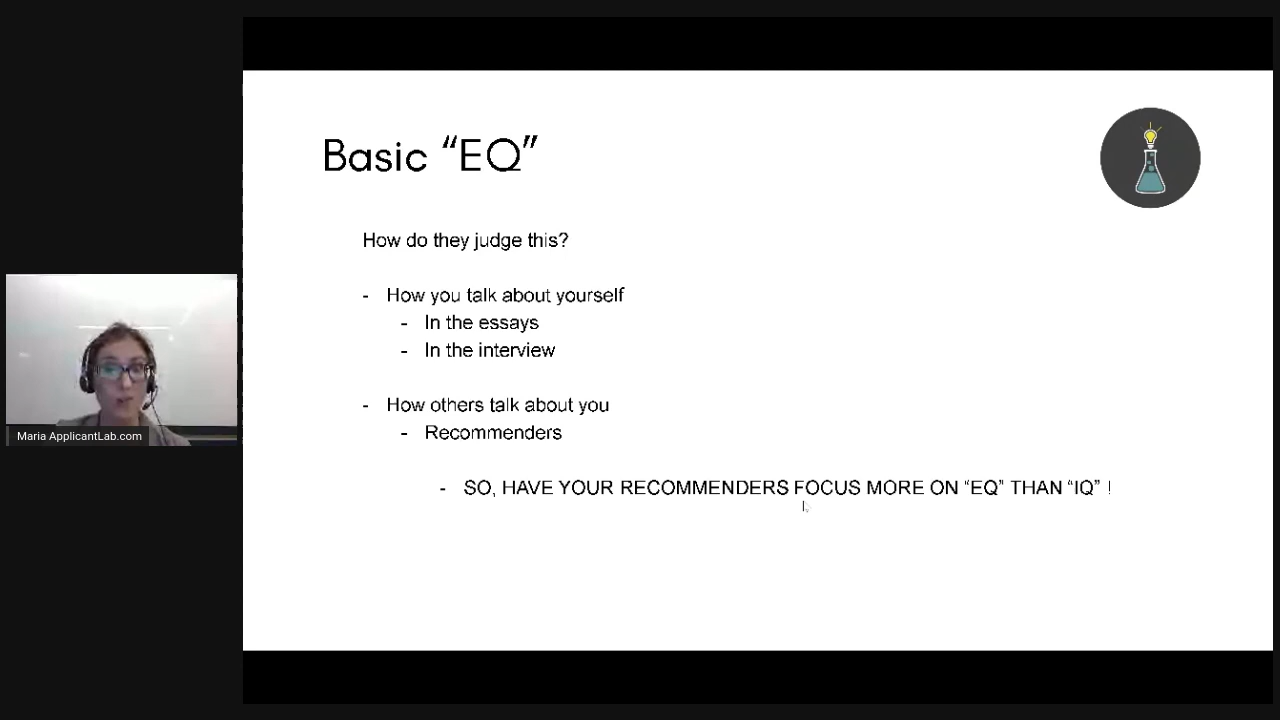 Basic “EQ”
How do they judge this?
- How you talk about yourself
- In the essays
- In the interview
- How others talk about you
- Recommenders
- SO, HAVE YOUR RECOMMENDERS FOCUS MORE ON “EQ” THAN “IQ” !
Maria ApplicantLab.com